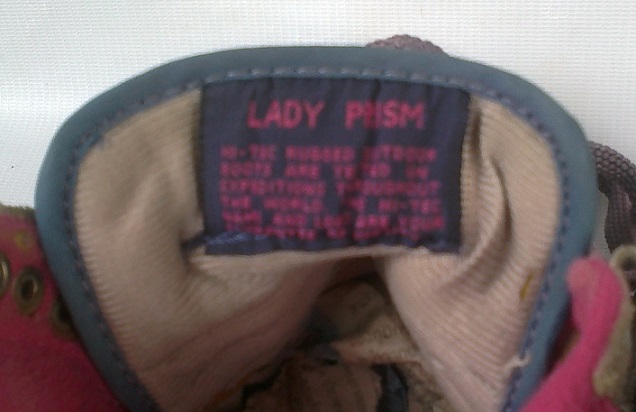 LADY PRISM
HI-TEC RUGGED OUTDOOR
BOOTS ARE TESTED ON
EXPEDITIONS THROUGHOUT
THE WORLD. THE HI-TEC
NAME AND LOGO ARE YOUR